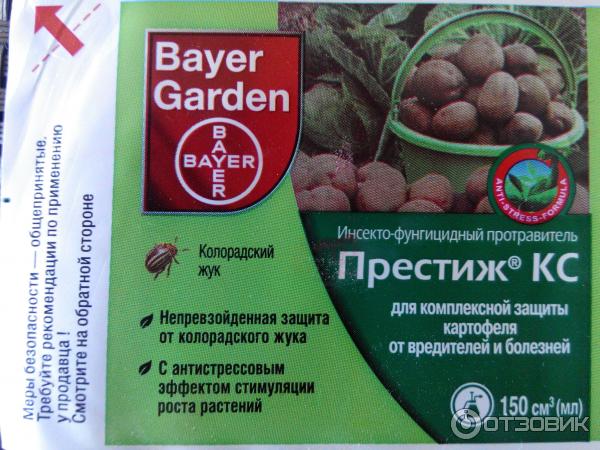 Bayer
Garden
BAYER
BAYER
Колорадский
жук
Непревзойденная защита
от колорадского жука
С антистрессовым
эффектом стимуляции
роста растений
ANTI-STRESS-FORMULA
Инсекто-фунгицидный протравитель
Престиж® КС
для комплексной защиты
картофеля
от вредителей и болезней
150 см³ (мл)
Меры безопасности — общепринятые.
Требуйте рекомендации по применению
у продавца!
Смотрите на обратной стороне
ОТЗОВИК